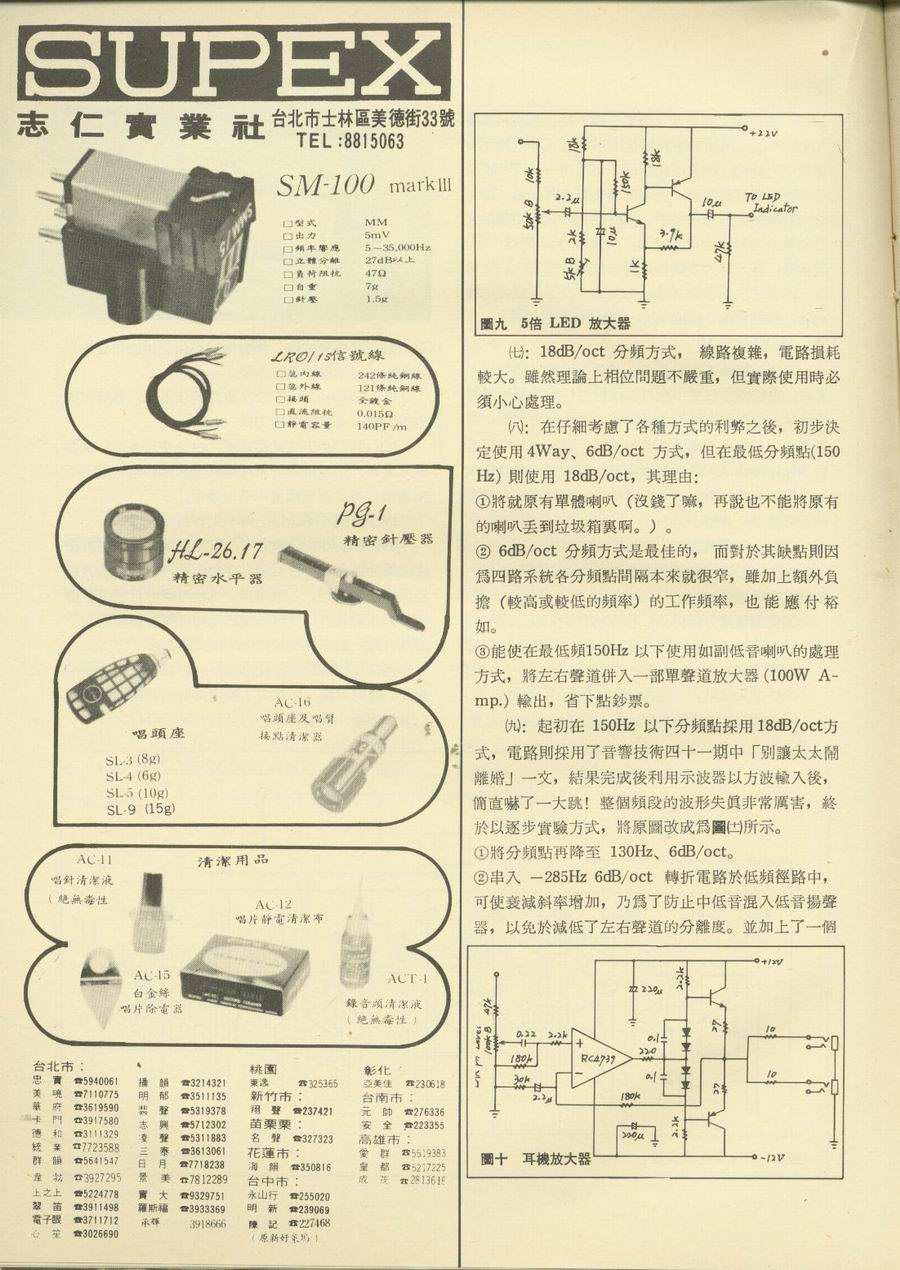 SUPEX
志仁實業社
台北市士林區美德街33號
TEL:8815063
SM-100 markⅢ
□型式 MM
□出力 5mV
□頻率響應 5~35,000Hz
□立體分離 27dB以上
□負荷阻抗 47Ω
□自重 7g
□針壓 1.5g
LRO/15信號線
□芯內線 242條純銅線
□芯外線 121條純銅線
□接頭 全鍍金
□直流阻抗 0.015Ω
□靜電容量 140PF/m
HL-26.17
精密水平器
PG-1
精密針壓器
唱頭座
SL-3 (8g)
SL-4 (6g)
SL-5 (10g)
SL-9 (15g)
AC-16
唱頭座及唱臂
接點清潔器
清潔用品
AC-11
唱針清潔液
(絕無毒性
AC-12
唱片靜電清潔布
AC-15
白金絲
唱片除電器
ACT-1
錄音頭清潔液
(絕無毒性)
台北市:
忠實 ☎5940061
美曉 ☎7110775
華府 ☎3619590
卡門 ☎3917580
德和 ☎3111329
統業 ☎7723588
群韻 ☎5641547
☎3927295
上之上 ☎5224778
翠笛 ☎3911498
電子眼 ☎3711712
心笙 ☎3026690
播韻 ☎3214321
明郁 ☎3511135
聲 ☎5319378
志興 ☎5712302
凌聲 ☎5311883
三泰 ☎3613061
日月 ☎7718238
景美 ☎7812289
寶大 ☎9329751
羅斯福 ☎3933369
永輝 3918666
桃園
東逸 ☎325365
新竹市:
翔聲 ☎237421
苗栗栗:
名聲 ☎327323
花蓮市:
海韻 ☎350816
台中市:
永山行 ☎255020
明新 ☎239069
陳記 ☎227468
(原新好萊塢)
彰化:
亞美佳 ☎230618
台南市:
元帥 ☎276336
安全 ☎223355
高雄市:
愛群 ☎5519383
皇都 ☎5217225
成茂 ☎2813616
+22V
18k
18k
10k
150k
2.2μ
50k B
2k
10μ
5k B
1k
3.9k
10μ
47k
TO LED
Indicator
圖九 5倍 LED 放大器
㈦: 18dB/oct 分頻方式, 線路複雜,電路損耗
較大。雖然理論上相位問題不嚴重,但實際使用時必
須小心處理。
㈧: 在仔細考慮了各種方式的利弊之後,初步決
定使用4Way、6dB/oct 方式,但在最低分頻點(150
Hz) 則使用 18dB/oct,其理由:
①將就原有單體喇叭(沒錢了嘛,再說也不能將原有
的喇叭丟到垃圾箱裏啊。)。
② 6dB/oct 分頻方式是最佳的, 而對於其缺點則因
爲四路系統各分頻點間隔本來就很窄,雖加上額外負
擔(較高或較低的頻率)的工作頻率,也能應付裕
如。
③能使在最低頻150Hz 以下使用如副低音喇叭的處理
方式,將左右聲道併入一部單聲道放大器(100W A-
mp.) 輸出,省下點鈔票。
㈨: 起初在 150Hz 以下分頻點採用18dB/oct方
式,電路則採用了音響技術四十一期中「別讓太太鬧
離婚」一文,結果完成後利用示波器以方波輸入後,
簡直嚇了一大跳! 整個頻段的波形失眞非常厲害,終
於以逐步實驗方式,將原圖改成爲圖㈩所示。
①將分頻點再降至 130Hz、6dB/oct。
②串入 −285Hz 6dB/oct 轉折電路於低頻徑路中,
可使衰減斜率增加,乃爲了防止中低音混入低音揚聲
器,以免於減低了左右聲道的分離度。並加上了一個
+12V
220μ
2.2k
47k
100k B
0.22
2.2k
180k
30k
2.2μ
RC4739
220
0.1
0.1
27
27
180k
2.2k
220μ
10
10
-12V
圖十 耳機放大器